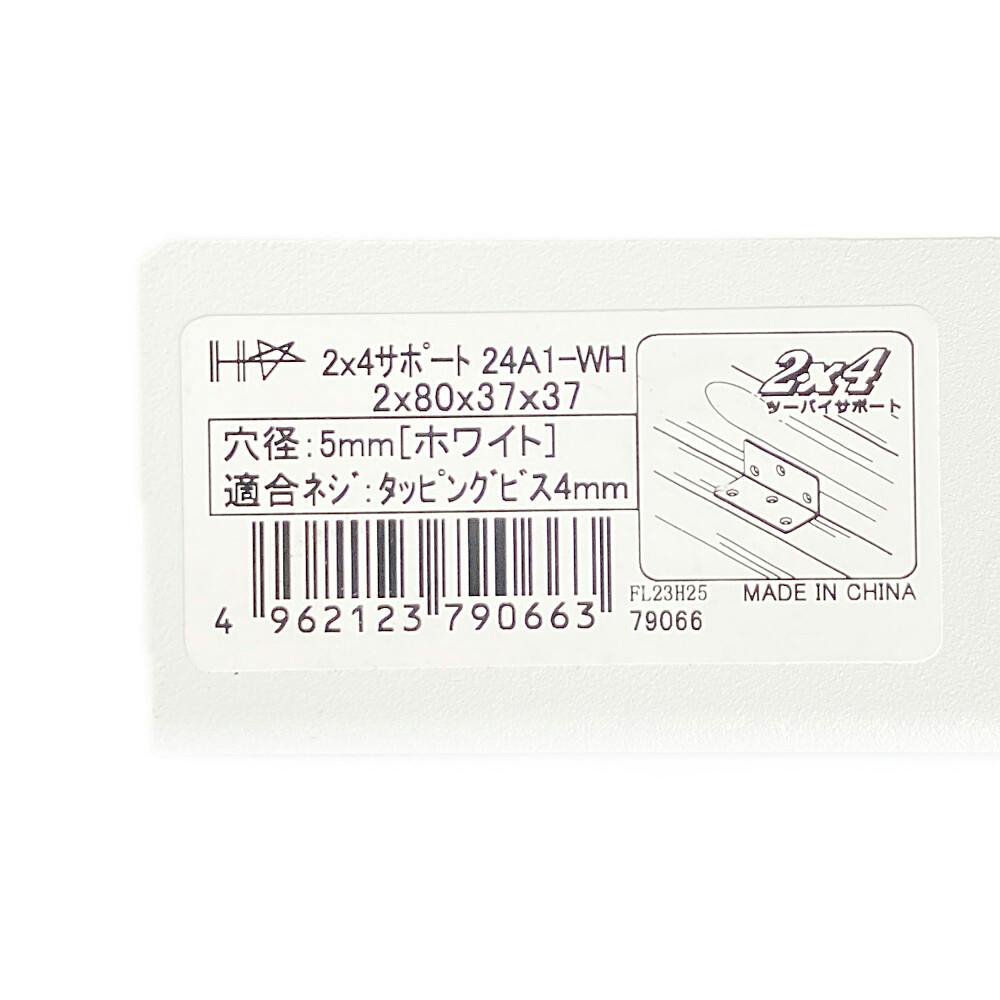 2x4サポート 24A1-WH
2x80x37x37
穴径:5mm[ホワイト]
適合ネジ:タッピングビス4mm
4 962123 790663
2x4
ツーバイサポート
FL23H25
MADE IN CHINA
79066